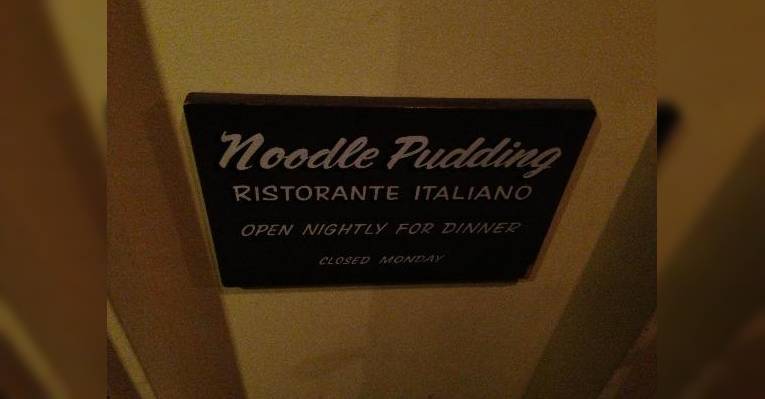 Noodle Pudding
RISTORANTE ITALIANO
OPEN NIGHTLY FOR DINNER
CLOSED MONDAY